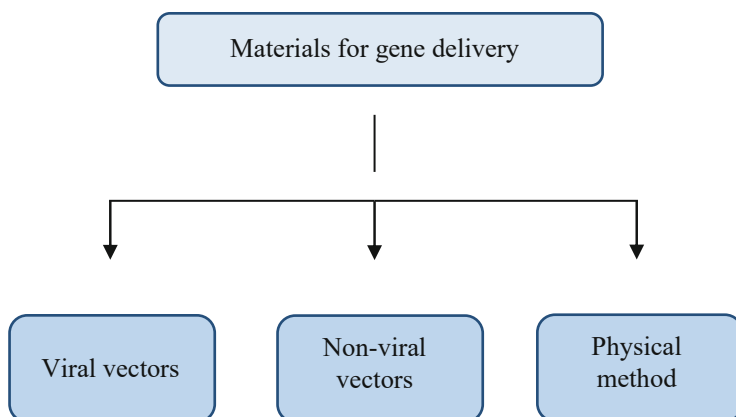 Materials for gene delivery
Viral vectors
Non-viral
vectors
Physical
method